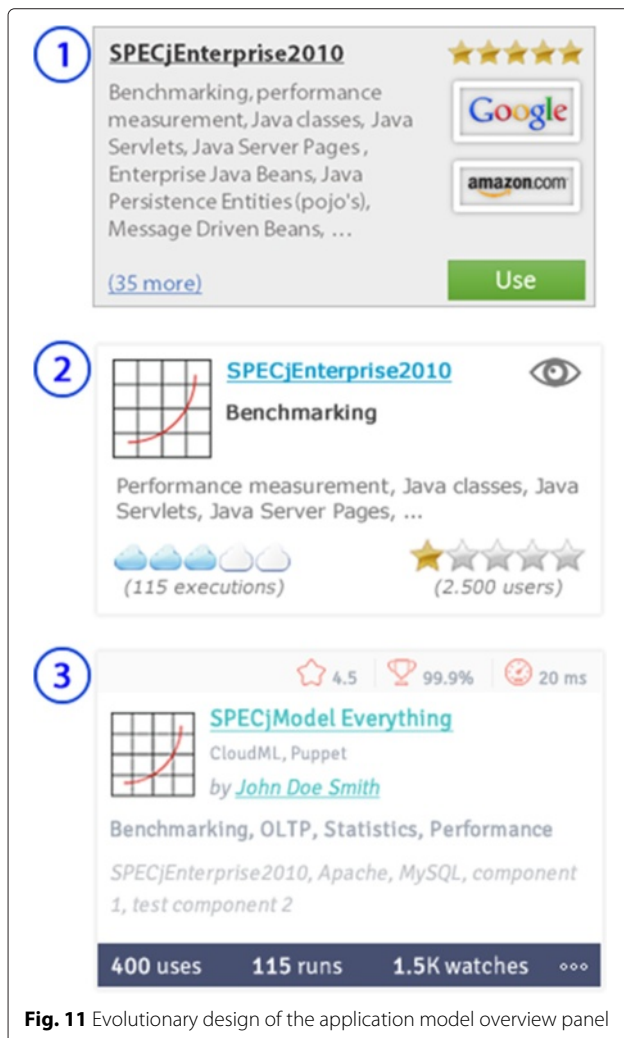 1
SPECjEnterprise2010
Benchmarking, performance
measurement, Java classes, Java
Servlets, Java Server Pages ,
Enterprise Java Beans, Java
Persistence Entities (pojo's),
Message Driven Beans, ...
(35 more)
Google
amazon.com
Use
2
SPECjEnterprise2010
Benchmarking
Performance measurement, Java classes, Java
Servlets, Java Server Pages, ...
(115 executions)
(2.500 users)
3
4.5
99.9%
20 ms
SPECjModel Everything
CloudML, Puppet
by John Doe Smith
Benchmarking, OLTP, Statistics, Performance
SPECjEnterprise2010, Apache, MySQL, component
1, test component 2
400 uses
115 runs
1.5K watches
Fig. 11 Evolutionary design of the application model overview panel